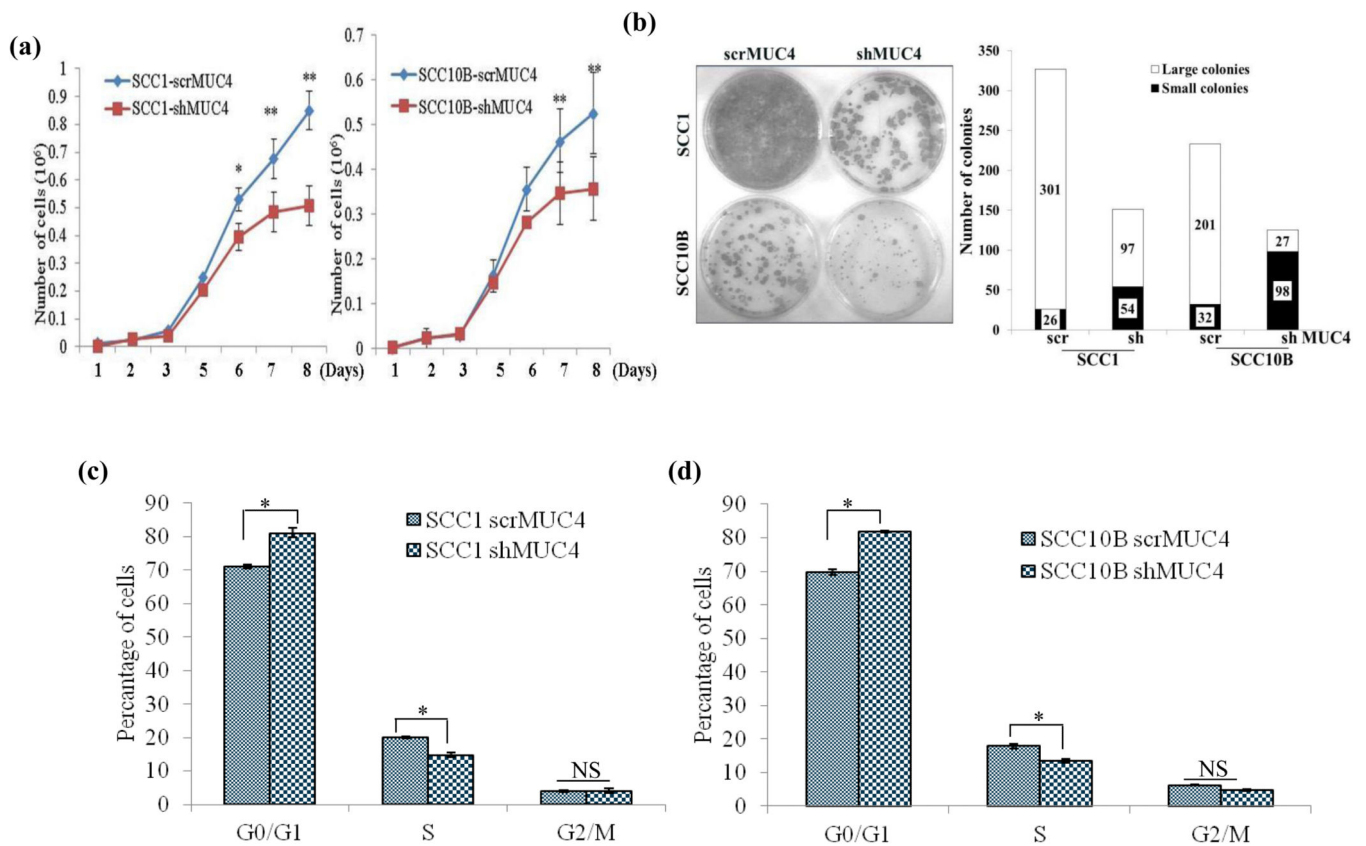 (a)
Number of cells (10⁶)
1
0.9
0.8
0.7
0.6
0.5
0.4
0.3
0.2
0.1
0
SCC1-scrMUC4
SCC1-shMUC4
*
**
**
1 2 3 5 6 7 8 (Days)
Number of cells (10⁶)
0.7
0.6
0.5
0.4
0.3
0.2
0.1
0
SCC10B-scrMUC4
SCC10B-shMUC4
**
**
1 2 3 5 6 7 8 (Days)
(b)
scrMUC4 shMUC4
SCC1
SCC10B
Number of colonies
350
300
250
200
150
100
50
0
Large colonies
Small colonies
301
26
97
54
201
32
27
98
scr sh scr sh MUC4
SCC1 SCC10B
(c)
Percantage of cells
90
80
70
60
50
40
30
20
10
0
SCC1 scrMUC4
SCC1 shMUC4
*
*
NS
G0/G1 S G2/M
(d)
Percantage of cells
90
80
70
60
50
40
30
20
10
0
SCC10B scrMUC4
SCC10B shMUC4
*
*
NS
G0/G1 S G2/M